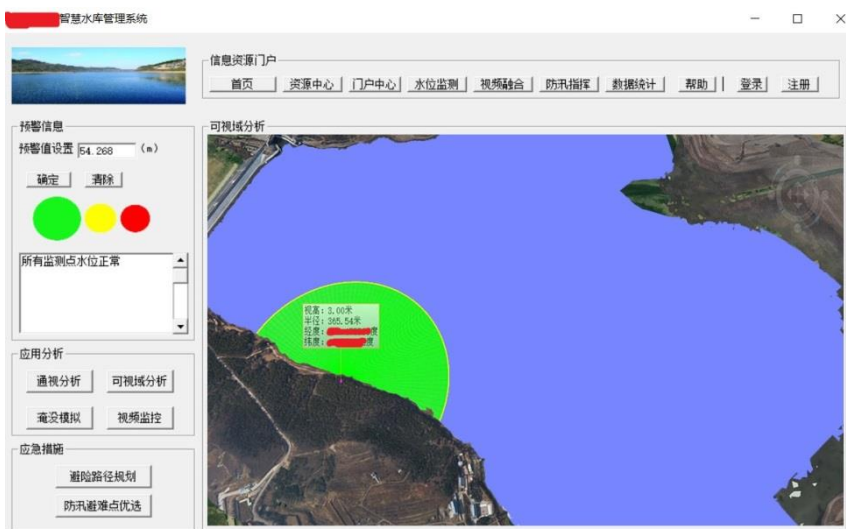 智慧水库管理系统
信息资源门户
首页 资源中心 门户中心 水位监测 视频融合 防汛指挥 数据统计 帮助 登录 注册
预警信息
预警值设置 54.268 (m)
确定 清除
所有监测点水位正常
应用分析
通视分析 可视域分析
淹没模拟 视频监控
应急措施
避险路径规划
防汛避难点优选
可视域分析
视高: 3.00米
半径: 365.54米
经度: 度
纬度: 度